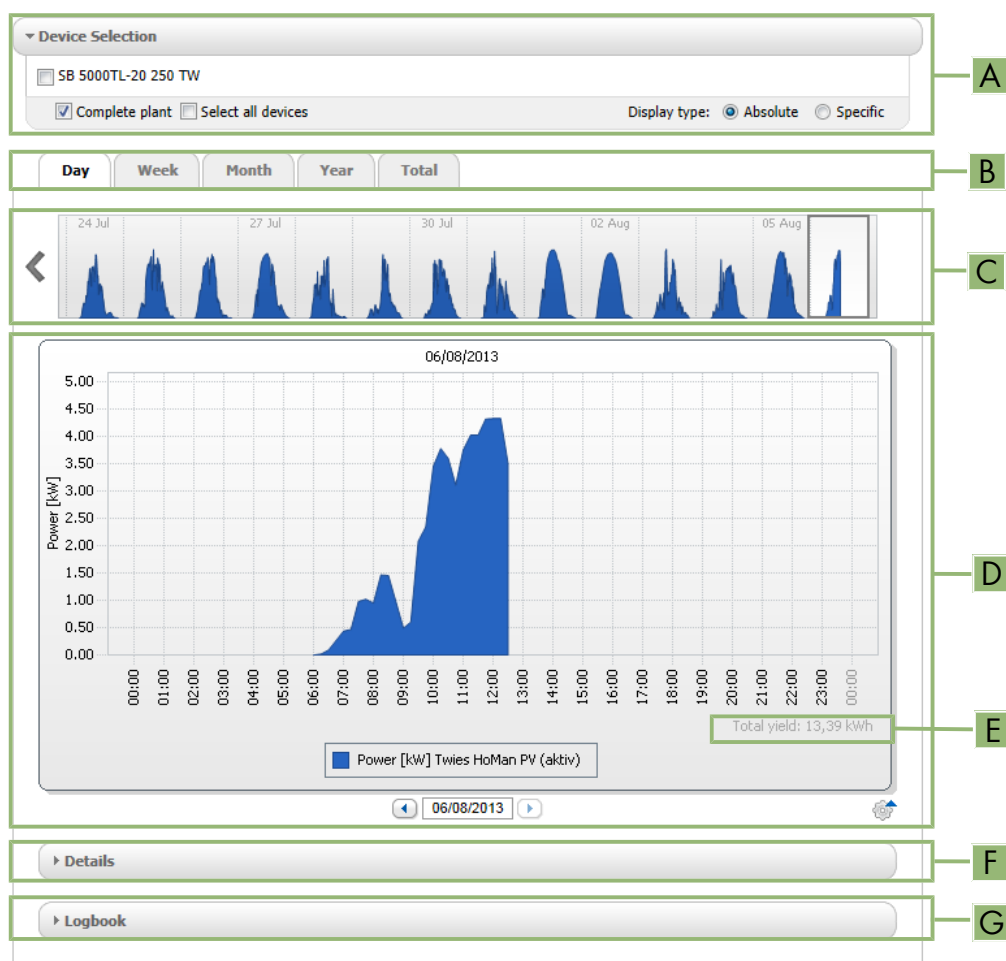 Device Selection
SB 5000TL-20 250 TW
Complete plant Select all devices Display type: Absolute Specific
A
Day Week Month Year Total
B
24 Jul 27 Jul 30 Jul 02 Aug 05 Aug
C
06/08/2013
5.00
4.50
4.00
3.50
3.00
2.50
2.00
1.50
1.00
0.50
0.00
Power [kW]
00:00 01:00 02:00 03:00 04:00 05:00 06:00 07:00 08:00 09:00 10:00 11:00 12:00 13:00 14:00 15:00 16:00 17:00 18:00 19:00 20:00 21:00 22:00 23:00 00:00
D
Total yield: 13,39 kWh
E
Power [kW] Twies HoMan PV (aktiv)
06/08/2013
Details
F
Logbook
G